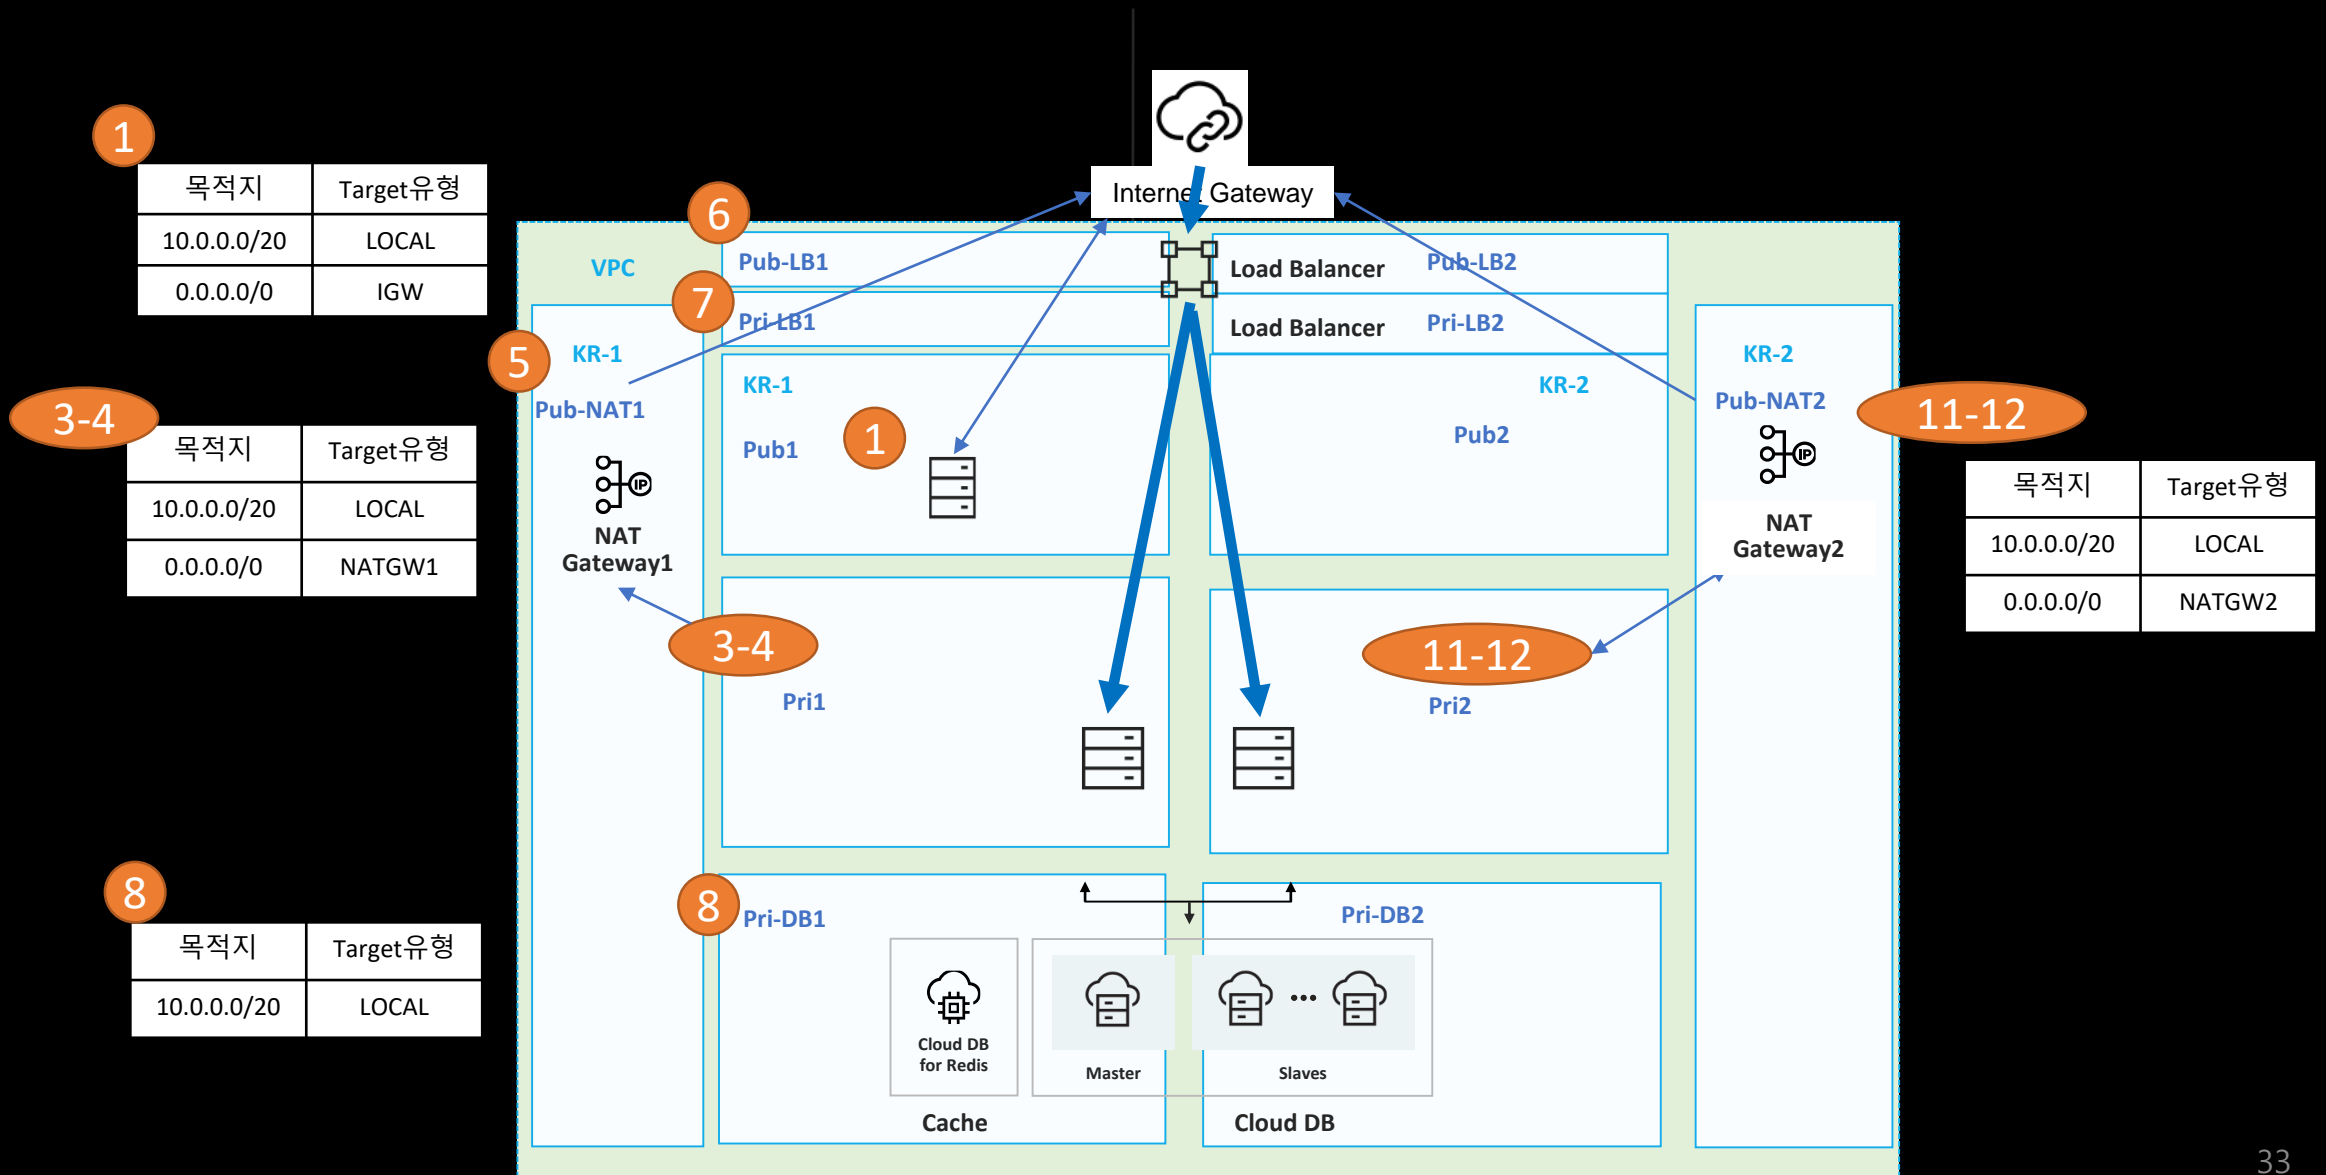 Internet Gateway
1
목적지 Target유형
10.0.0.0/20 LOCAL
0.0.0.0/0 IGW
3-4
목적지 Target유형
10.0.0.0/20 LOCAL
0.0.0.0/0 NATGW1
8
목적지 Target유형
10.0.0.0/20 LOCAL
VPC
6
Pub-LB1
Load Balancer Pub-LB2
7
Pri-LB1
Load Balancer Pri-LB2
5
KR-1
Pub-NAT1
IP
NAT
Gateway1
KR-1
Pub1
1
KR-2
Pub2
KR-2
Pub-NAT2
IP
NAT
Gateway2
11-12
목적지 Target유형
10.0.0.0/20 LOCAL
0.0.0.0/0 NATGW2
3-4
Pri1
11-12
Pri2
8
Pri-DB1
Pri-DB2
Cloud DB
for Redis
Master
Slaves
Cache
Cloud DB
33